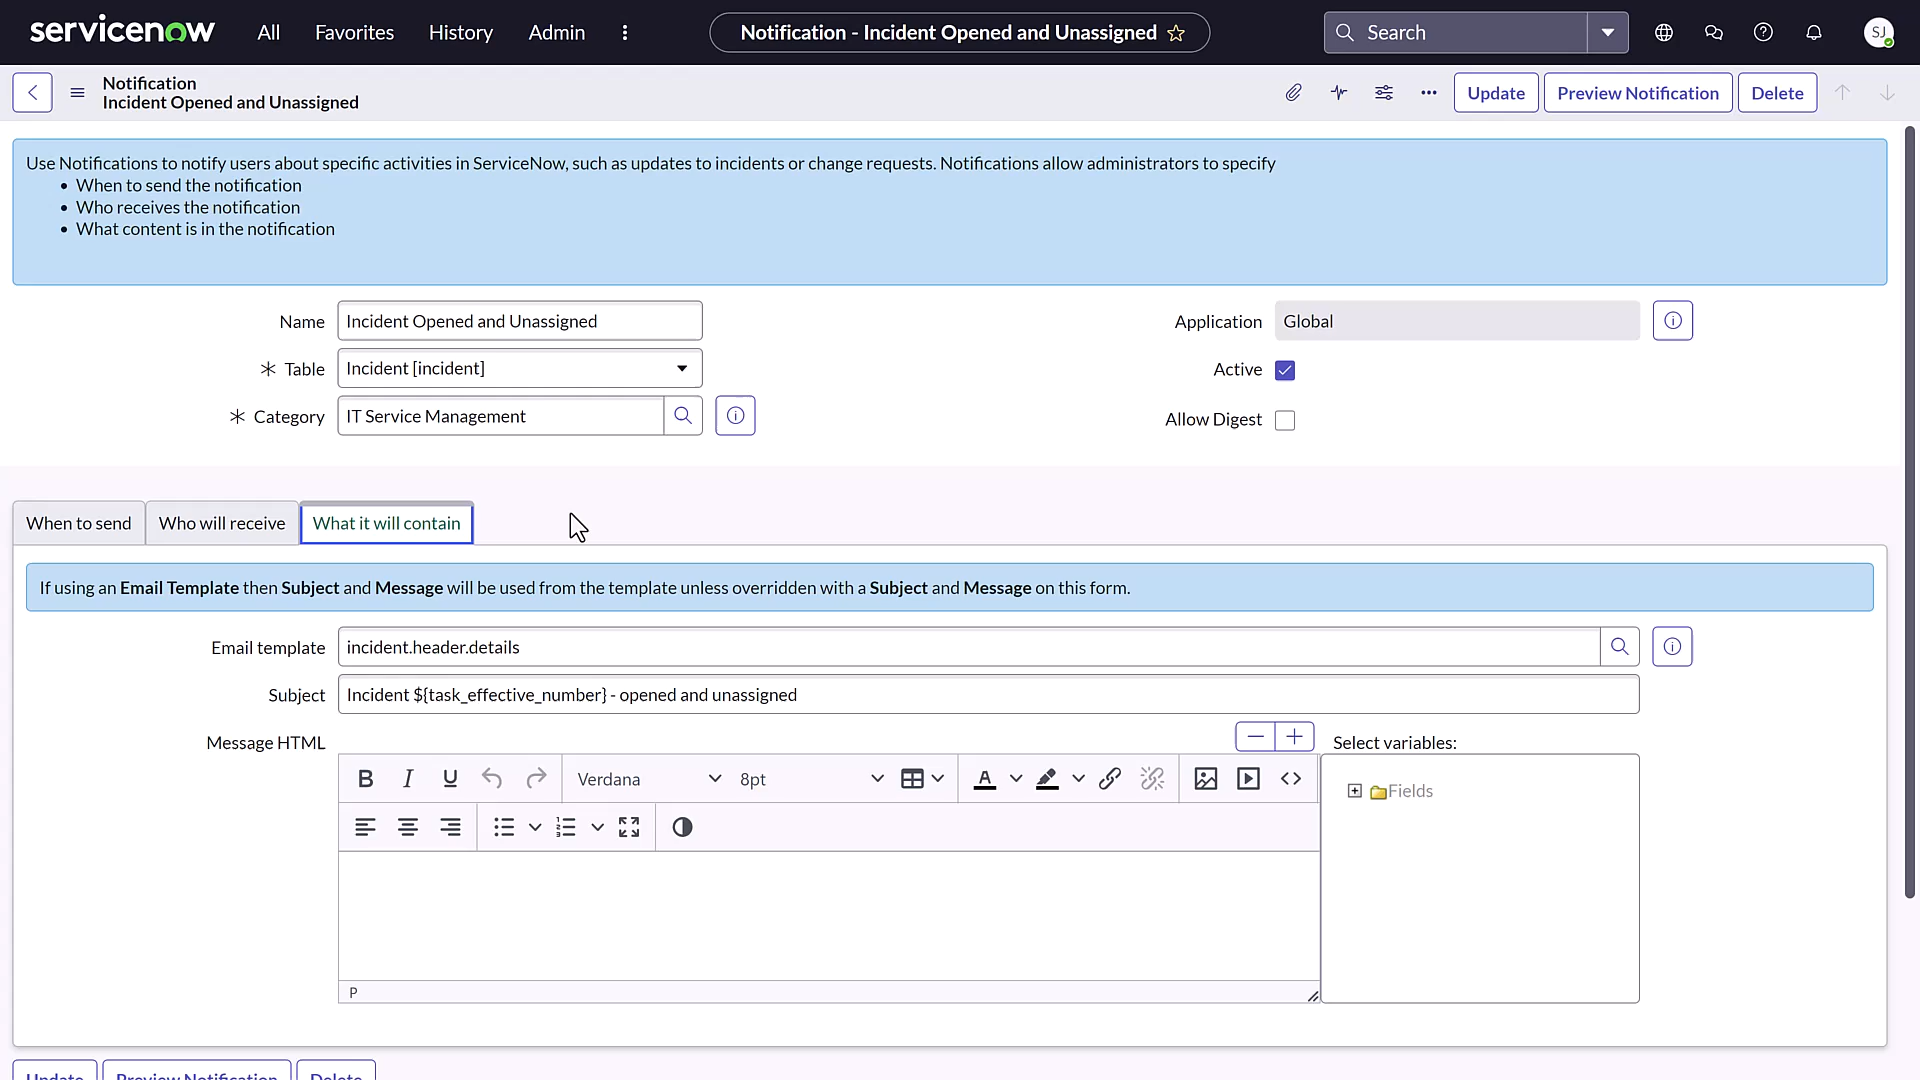 servicenow
All
Favorites
History
Admin
Notification - Incident Opened and Unassigned
Search
SJ
Notification
Incident Opened and Unassigned
Update
Preview Notification
Delete
Use Notifications to notify users about specific activities in ServiceNow, such as updates to incidents or change requests. Notifications allow administrators to specify
• When to send the notification
• Who receives the notification
• What content is in the notification
Name
Incident Opened and Unassigned
Application
Global
Table
Incident [incident]
Active
Category
IT Service Management
Allow Digest
When to send
Who will receive
What it will contain
If using an Email Template then Subject and Message will be used from the template unless overridden with a Subject and Message on this form.
Email template
incident.header.details
Subject
Incident ${task_effective_number} - opened and unassigned
Message HTML
Select variables:
Verdana
8pt
Fields
P
Update
Preview Notification
Delete